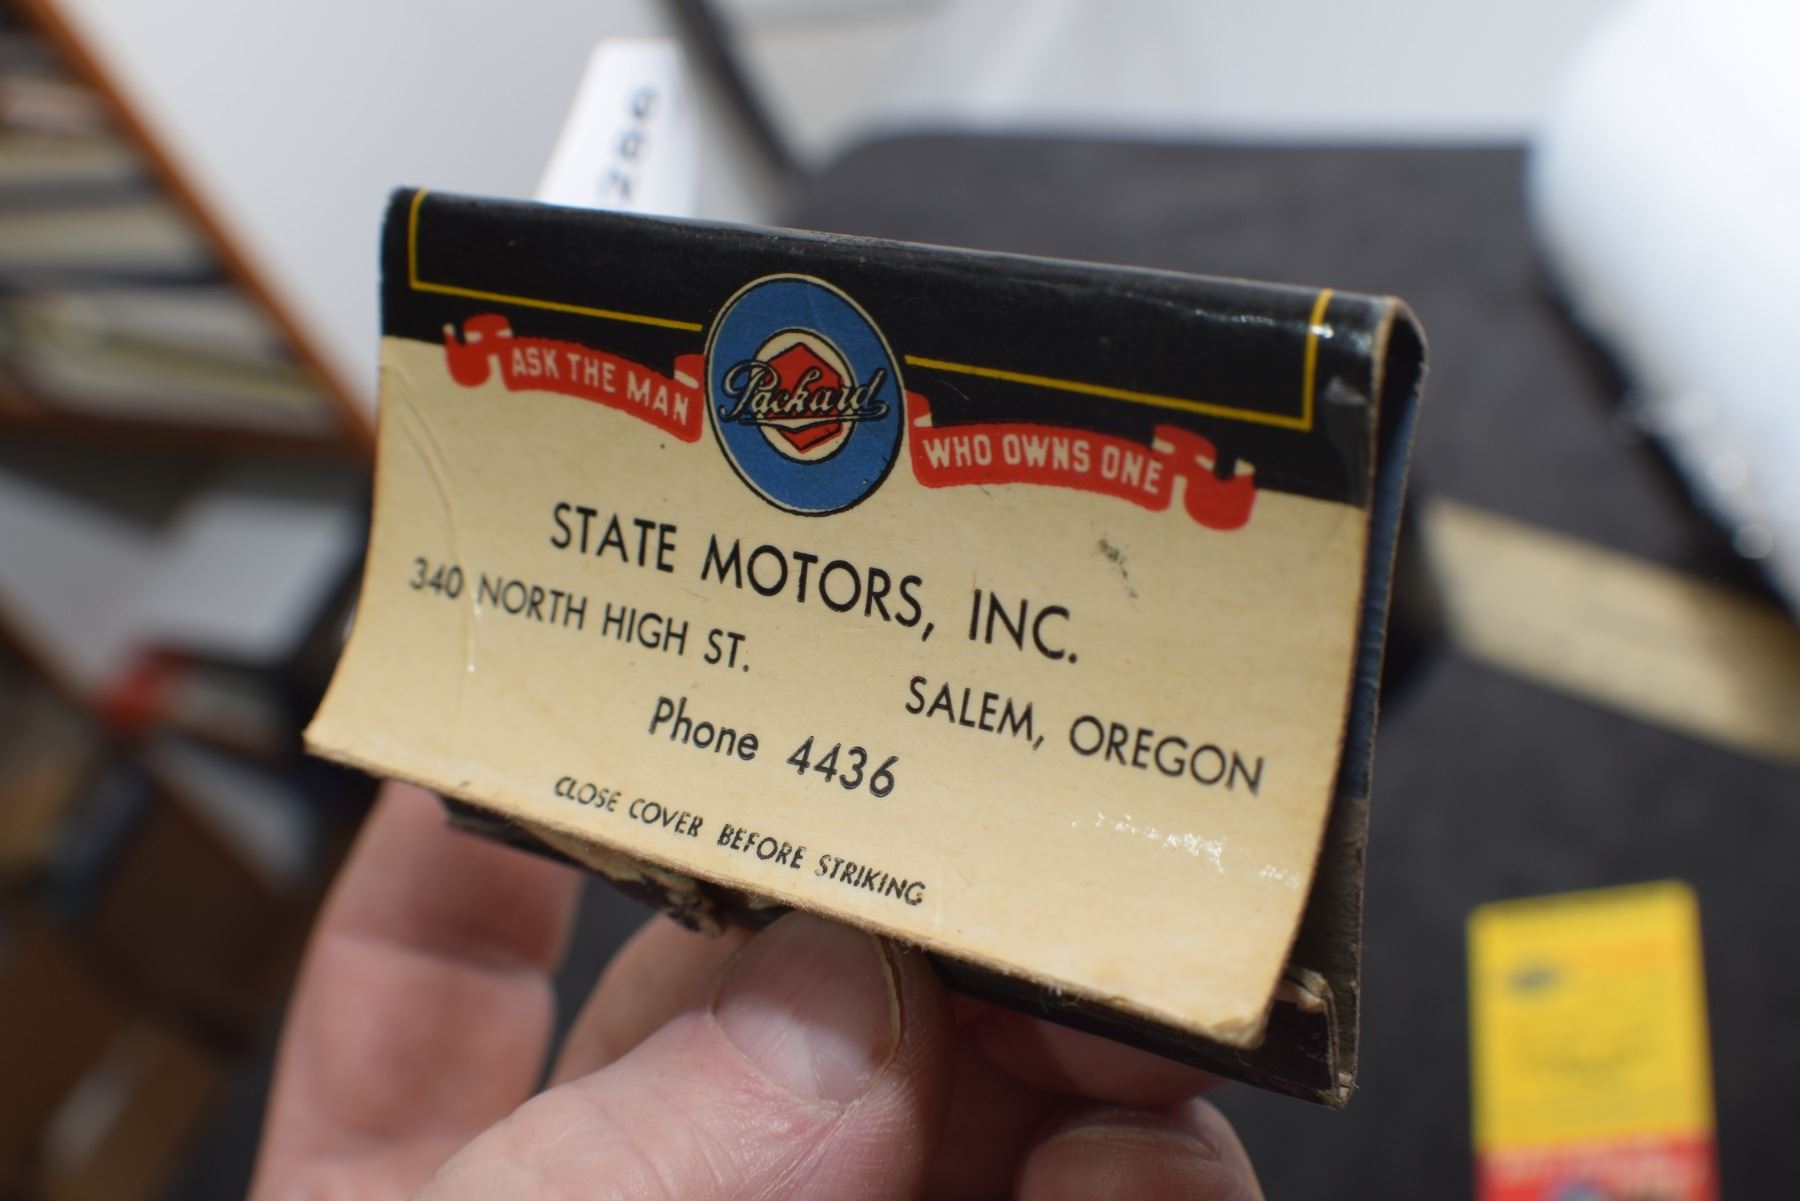 ASK THE MAN
Packard
WHO OWNS ONE
STATE MOTORS, INC.
340 NORTH HIGH ST.
SALEM, OREGON
Phone 4436
CLOSE COVER BEFORE STRIKING